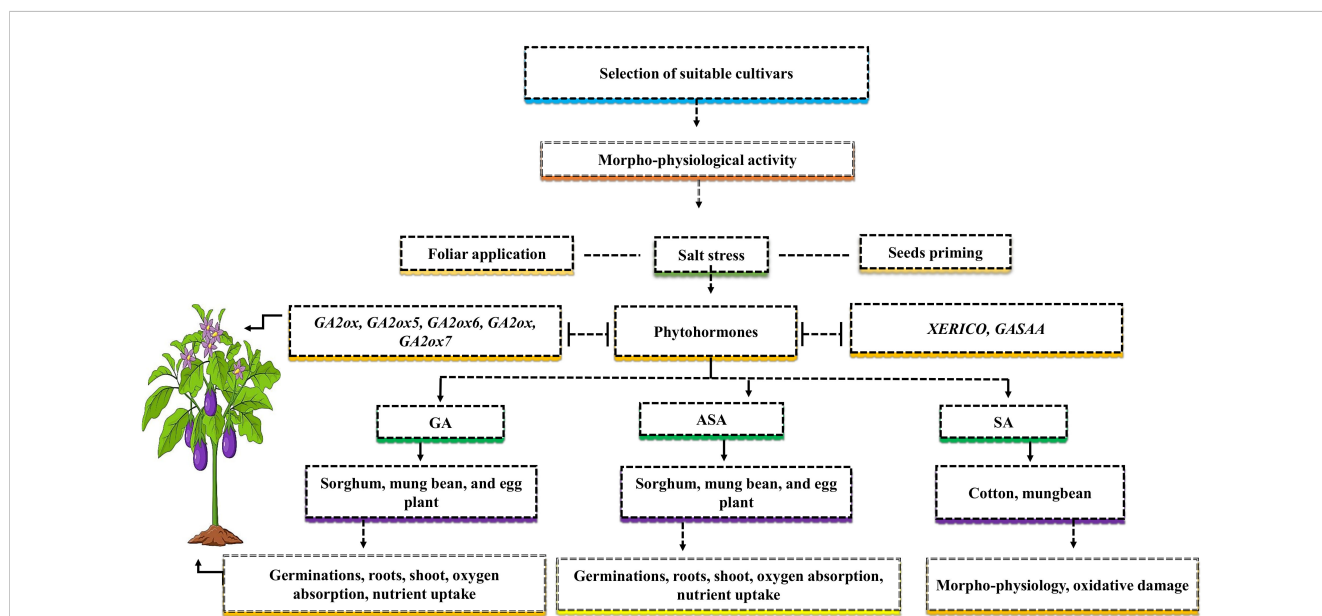 Selection of suitable cultivars
Morpho-physiological activity
Foliar application
Salt stress
Seeds priming
GA2ox, GA2ox5, GA2ox6, GA2ox,
GA2ox7
Phytohormones
XERICO, GASAA
GA
ASA
SA
Sorghum, mung bean, and egg
plant
Sorghum, mung bean, and egg
plant
Cotton, mungbean
Germinations, roots, shoot, oxygen
absorption, nutrient uptake
Germinations, roots, shoot, oxygen absorption,
nutrient uptake
Morpho-physiology, oxidative damage